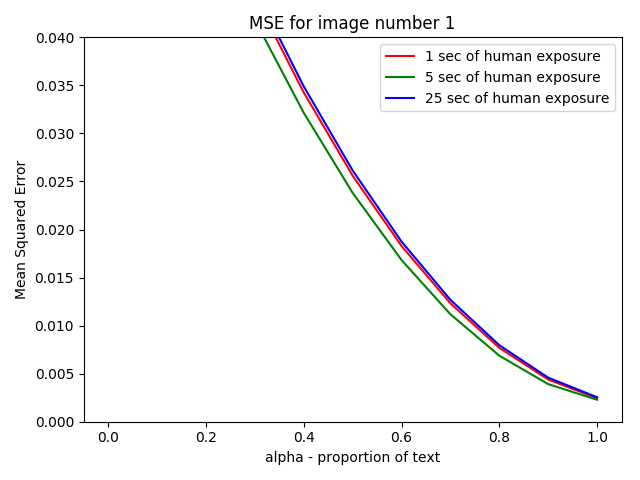 MSE for image number 1
0.040
0.035
0.030
0.025
0.020
0.015
0.010
0.005
0.000
Mean Squared Error
1 sec of human exposure
5 sec of human exposure
25 sec of human exposure
0.0 0.2 0.4 0.6 0.8 1.0
alpha - proportion of text